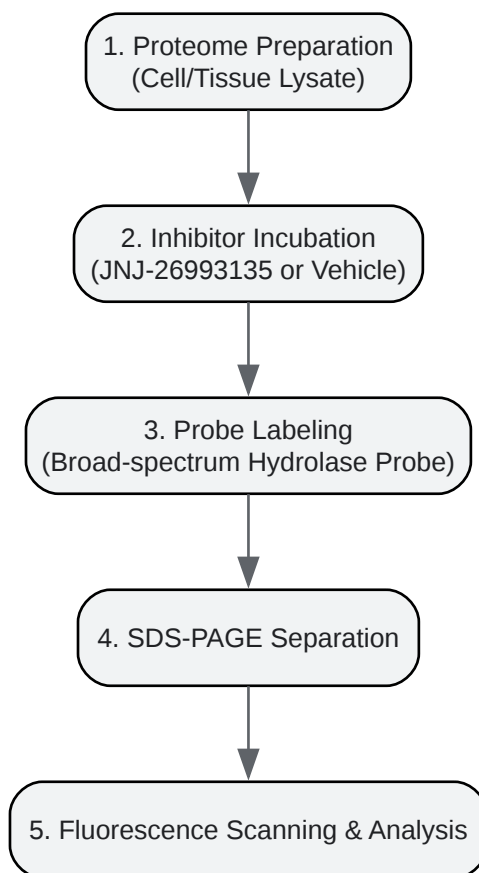 1. Proteome Preparation
(Cell/Tissue Lysate)
2. Inhibitor Incubation
(JNJ-26993135 or Vehicle)
3. Probe Labeling
(Broad-spectrum Hydrolase Probe)
4. SDS-PAGE Separation
5. Fluorescence Scanning & Analysis